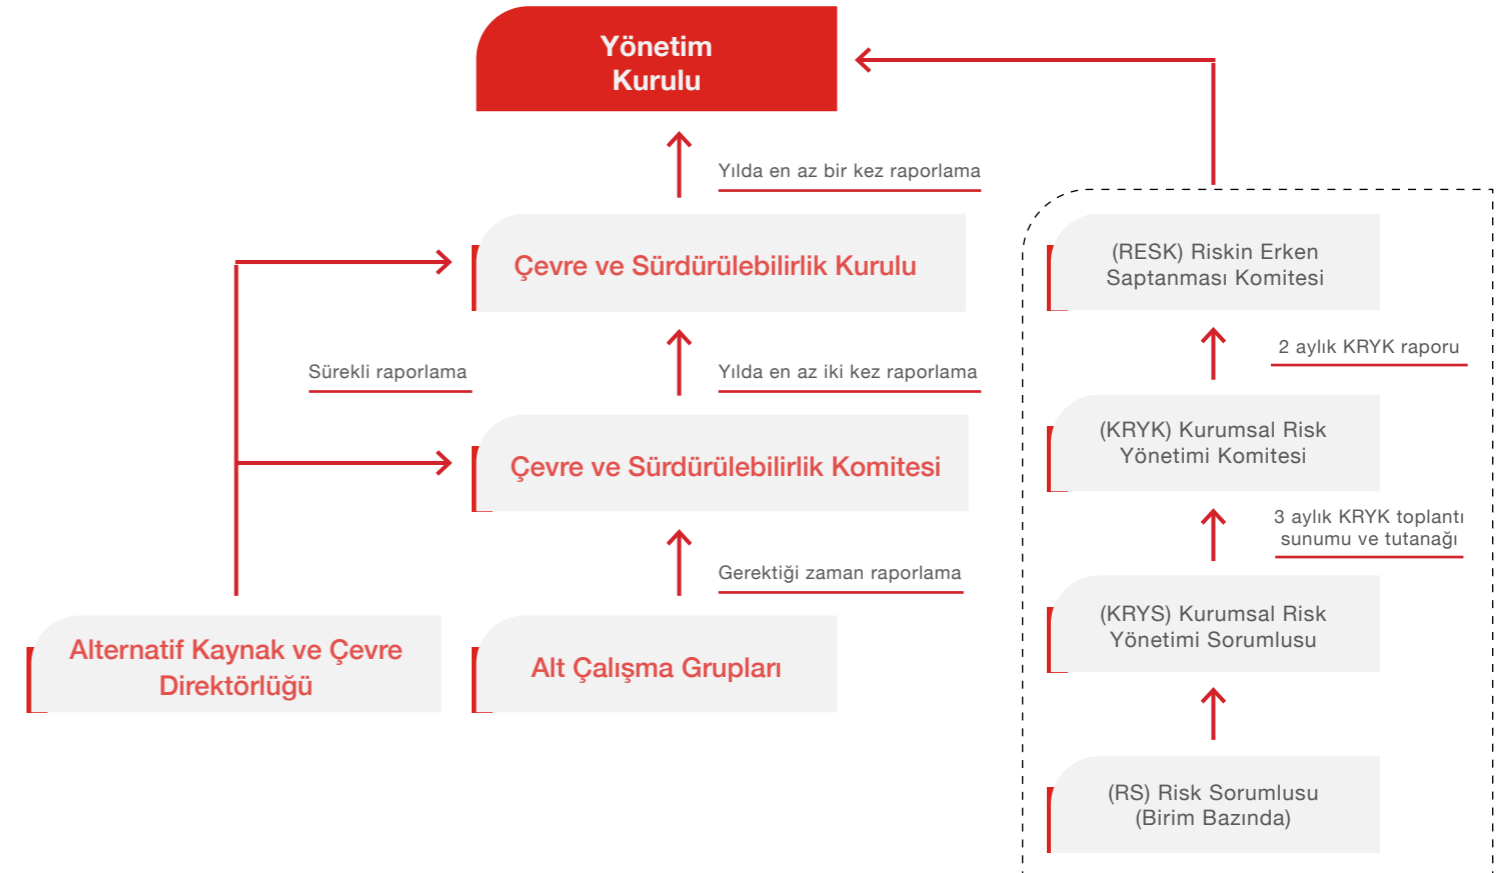 Yönetim
Kurulu
Yılda en az bir kez raporlama
Çevre ve Sürdürülebilirlik Kurulu
Sürekli raporlama
Yılda en az iki kez raporlama
Çevre ve Sürdürülebilirlik Komitesi
Gerektiği zaman raporlama
Alternatif Kaynak ve Çevre
Direktörlüğü
Alt Çalışma Grupları
(RESK) Riskin Erken
Saptanması Komitesi
2 aylık KRYK raporu
(KRYK) Kurumsal Risk
Yönetimi Komitesi
3 aylık KRYK toplantı
sunumu ve tutanağı
(KRYS) Kurumsal Risk
Yönetimi Sorumlusu
(RS) Risk Sorumlusu
(Birim Bazında)